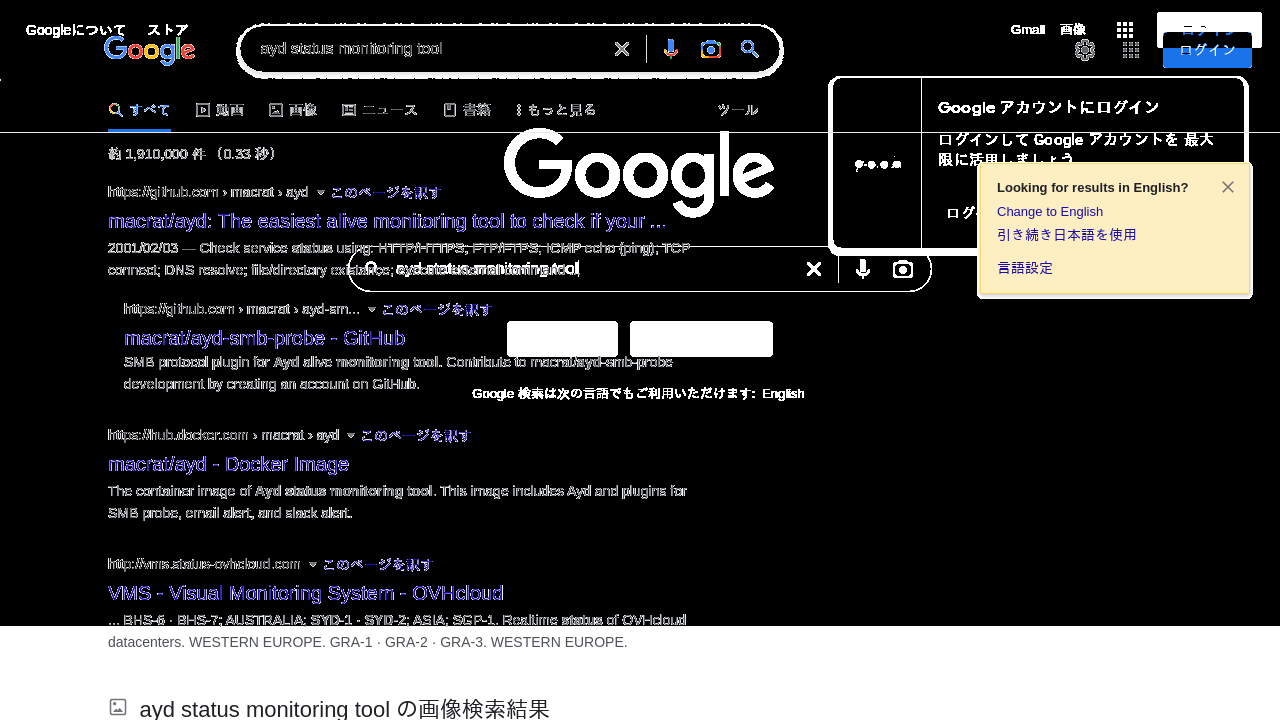 Googleについて ストア
Gmail 画像
ログイン
Google
ayd status monitoring tool
ログイン
すべて 動画 画像 ニュース 書籍 もっと見る ツール
Google アカウントにログイン
ログインして Google アカウントを 最大
限に活用しましょう
Looking for results in English?
Change to English
引き続き日本語を使用
言語設定
約 1,910,000 件 （0.33 秒）
Google
https://github.com › macrat › ayd このページを訳す
macrat/ayd: The easiest alive monitoring tool to check if your ...
2001/02/03 — Check service status using: HTTP/HTTPS; FTP/FTPS; ICMP echo (ping); TCP
connect; DNS resolve; file/directory existance;
ayd status monitoring tool
https://github.com › macrat › ayd-sm... このページを訳す
macrat/ayd-smb-probe - GitHub
SMB protocol plugin for Ayd alive monitoring tool. Contribute to macrat/ayd-smb-probe
development by creating an account on GitHub.
Google 検索は次の言語でもご利用いただけます: English
https://hub.docker.com › macrat › ayd このページを訳す
macrat/ayd - Docker Image
The container image of Ayd status monitoring tool. This image includes Ayd and plugins for
SMB probe, email alert, and slack alert.
http://vms.status-ovhcloud.com このページを訳す
VMS - Visual Monitoring System - OVHcloud
... BHS-6 · BHS-7; AUSTRALIA; SYD-1 · SYD-2; ASIA; SGP-1. Realtime status of OVHcloud
datacenters. WESTERN EUROPE. GRA-1 · GRA-2 · GRA-3. WESTERN EUROPE.
ayd status monitoring tool の画像検索結果